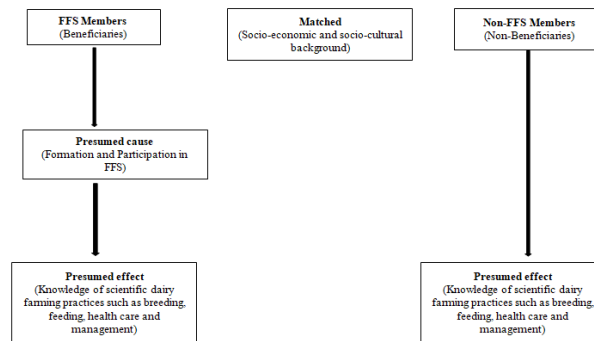 FFS Members
(Beneficiaries)
Matched
(Socio-economic and socio-cultural
background)
Non-FFS Members
(Non-Beneficiaries)
Presumed cause
(Formation and Participation in
FFS)
Presumed effect
(Knowledge of scientific dairy
farming practices such as breeding,
feeding, health care and
management)
Presumed effect
(Knowledge of scientific dairy
farming practices such as breeding,
feeding, health care and
management)